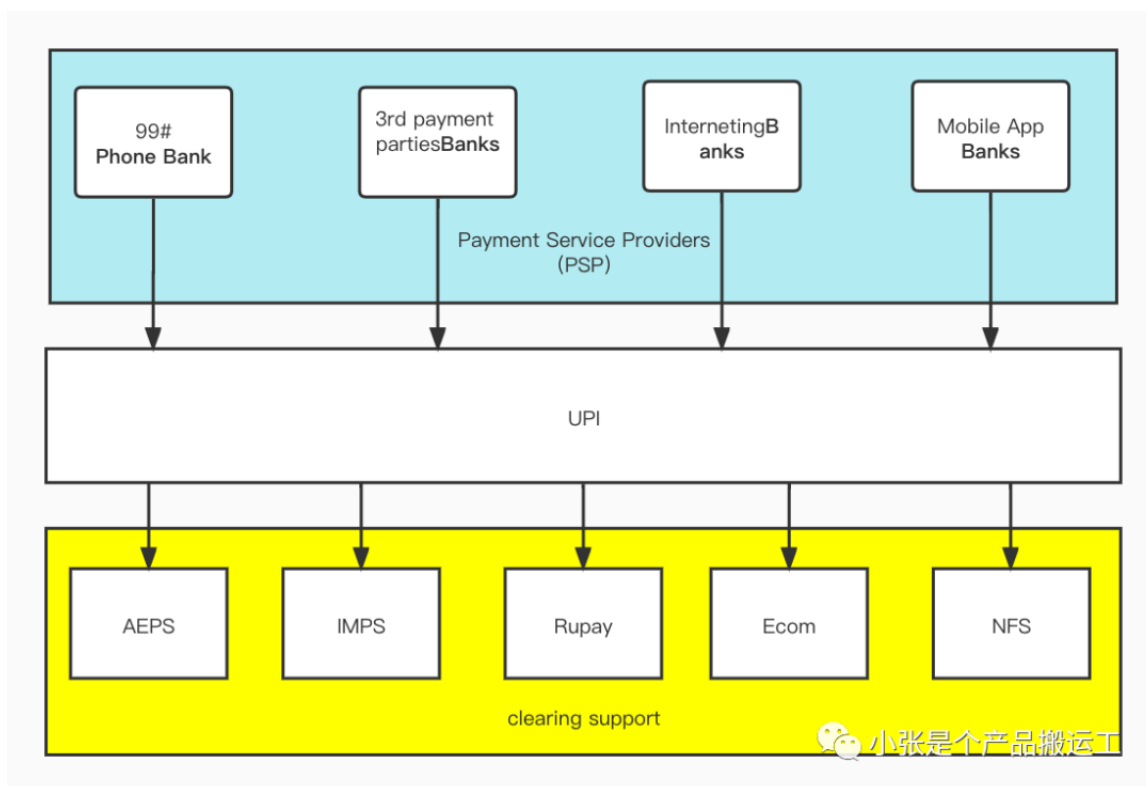 99#
Phone Bank
3rd payment
partiesBanks
InternetingB
anks
Mobile App
Banks
Payment Service Providers
(PSP)
UPI
AEPS
IMPS
Rupay
Ecom
NFS
clearing support
小张是个产品搬运工